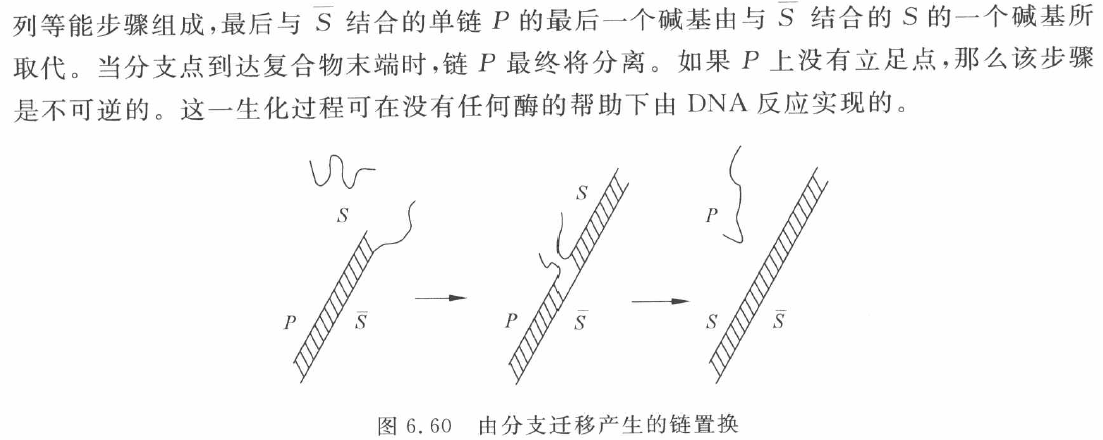 列等能步骤组成,最后与 S̅ 结合的单链 P 的最后一个碱基由与 S̅ 结合的 S 的一个碱基所
取代。当分支点到达复合物末端时,链 P 最终将分离。如果 P 上没有立足点,那么该步骤
是不可逆的。这一生化过程可在没有任何酶的帮助下由 DNA 反应实现的。
S
P
S̅
S
P
S̅
P
S
S̅
图 6.60 由分支迁移产生的链置换